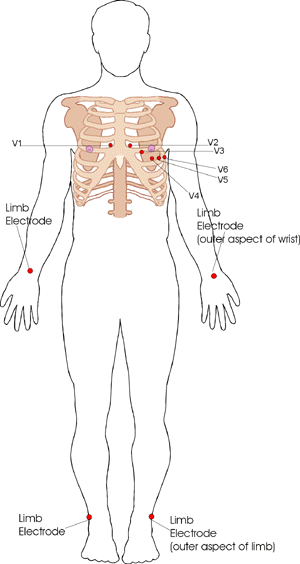 V1
V2
V3
V6
V5
V4
Limb
Electrode
Limb
Electrode
(outer aspect of wrist)
Limb
Electrode
Limb
Electrode
(outer aspect of limb)